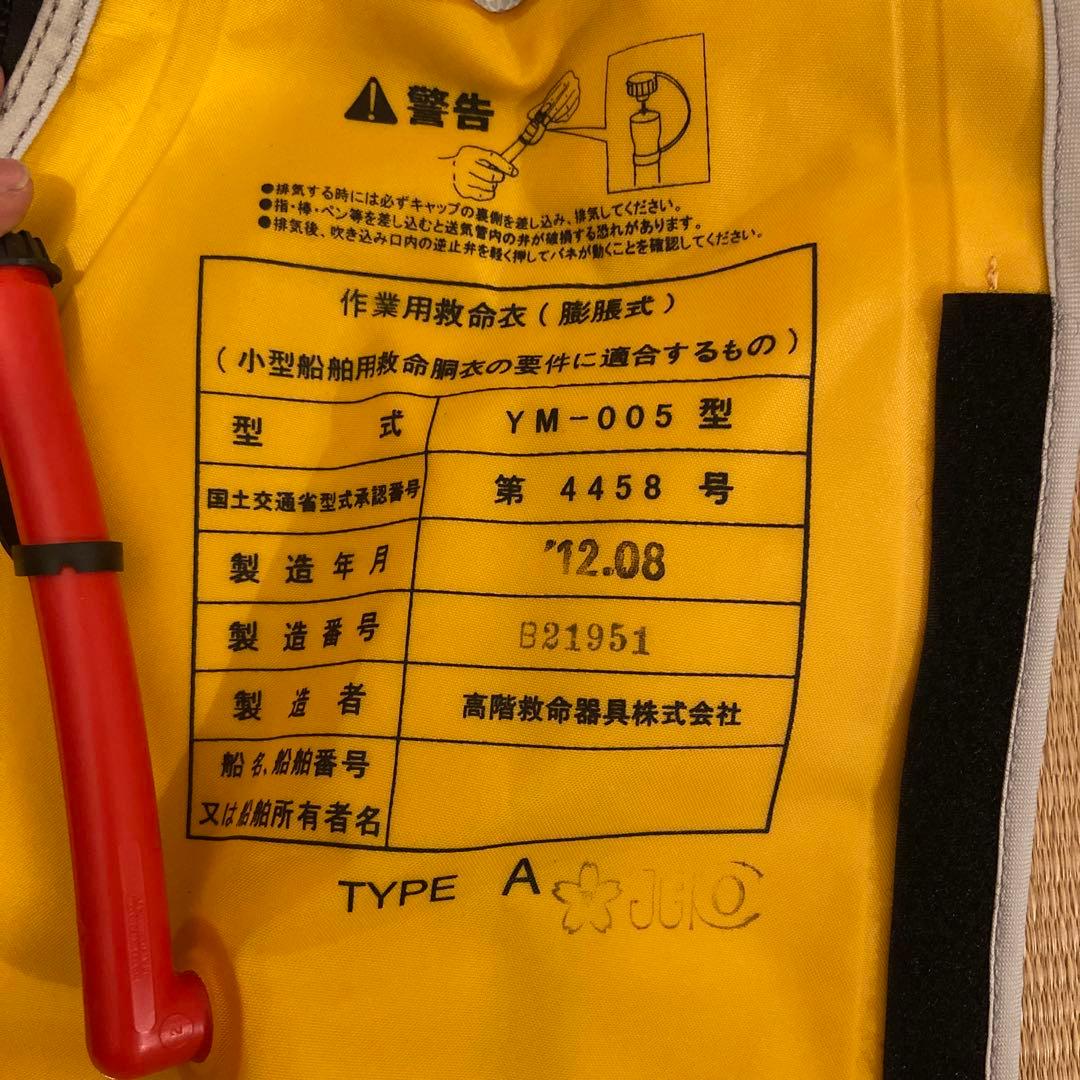 警告
●排気する時には必ずキャップの裏側を差し込み、排気してください。
●指・棒・ペン等を差し込むと送気管内の弁が破損する恐れがあります。
●排気後、吹き込み口内の逆止弁を軽く押してバネが動くことを確認してください。
作業用救命衣(膨脹式)
(小型船舶用救命胴衣の要件に適合するもの)
型式 YM-005型
国土交通省型式承認番号 第 4458 号
製造年月 '12.08
製造番号 B21951
製造者 高階救命器具株式会社
船名、船舶番号
又は船舶所有者名
TYPE A